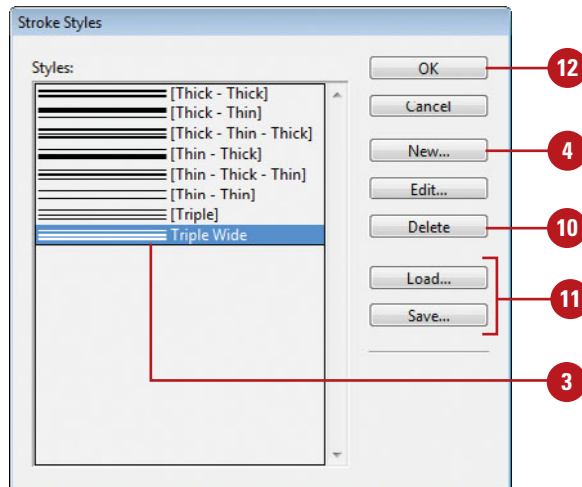 Stroke Styles
Styles:
[Thick - Thick]
[Thick - Thin]
[Thick - Thin - Thick]
[Thin - Thick]
[Thin - Thick - Thin]
[Thin - Thin]
[Triple]
Triple Wide
OK
12
Cancel
New...
4
Edit...
Delete
10
Load...
11
Save...
3